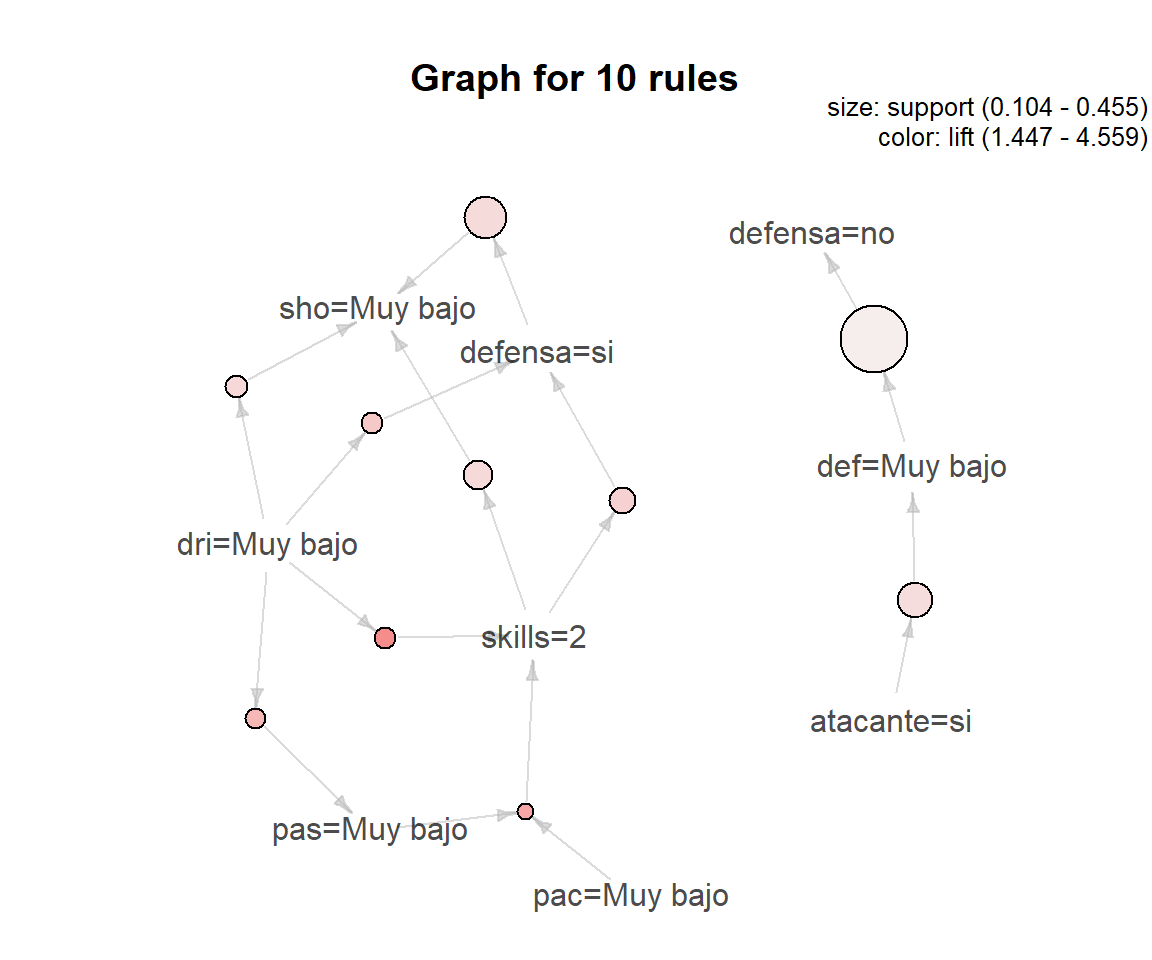 Graph for 10 rules
size: support (0.104 - 0.455)
color: lift (1.447 - 4.559)
defensa=no
sho=Muy bajo
defensa=si
def=Muy bajo
dri=Muy bajo
skills=2
atacante=si
pas=Muy bajo
pac=Muy bajo